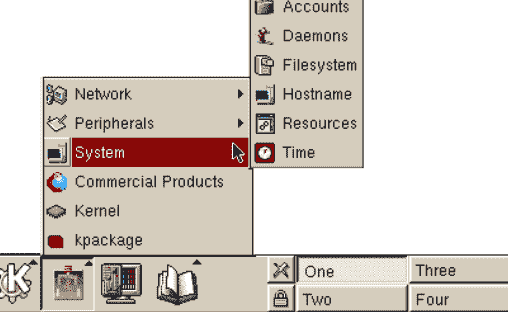 Accounts
Daemons
Filesystem
Hostname
Resources
Time
Network
Peripherals
System
Commercial Products
Kernel
kpackage
K
One
Three
Two
Four